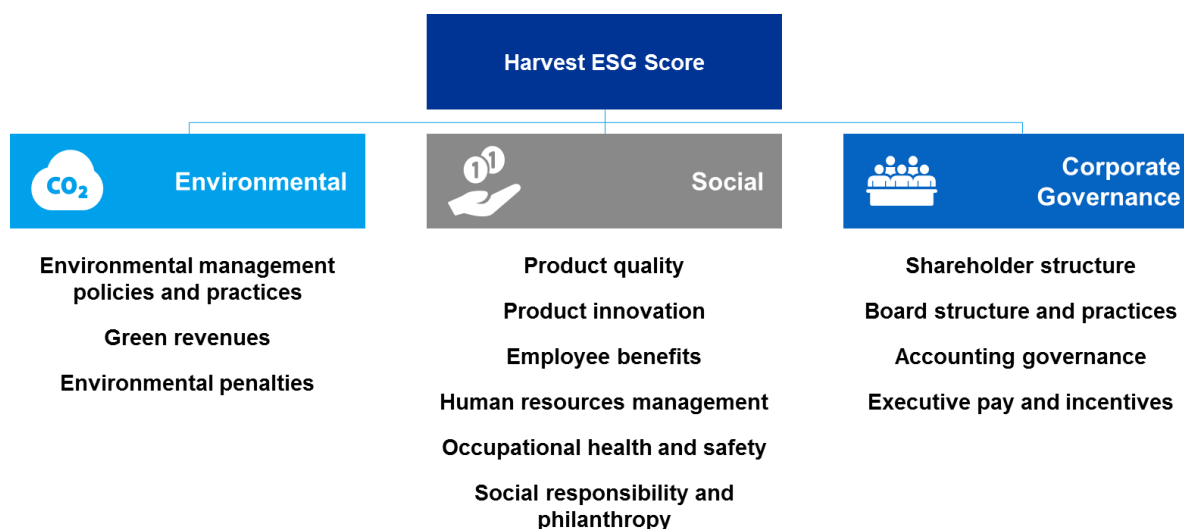 Harvest ESG Score
CO₂
Environmental
Environmental management
policies and practices
Green revenues
Environmental penalties
1 1
Social
Product quality
Product innovation
Employee benefits
Human resources management
Occupational health and safety
Social responsibility and
philanthropy
Corporate
Governance
Shareholder structure
Board structure and practices
Accounting governance
Executive pay and incentives